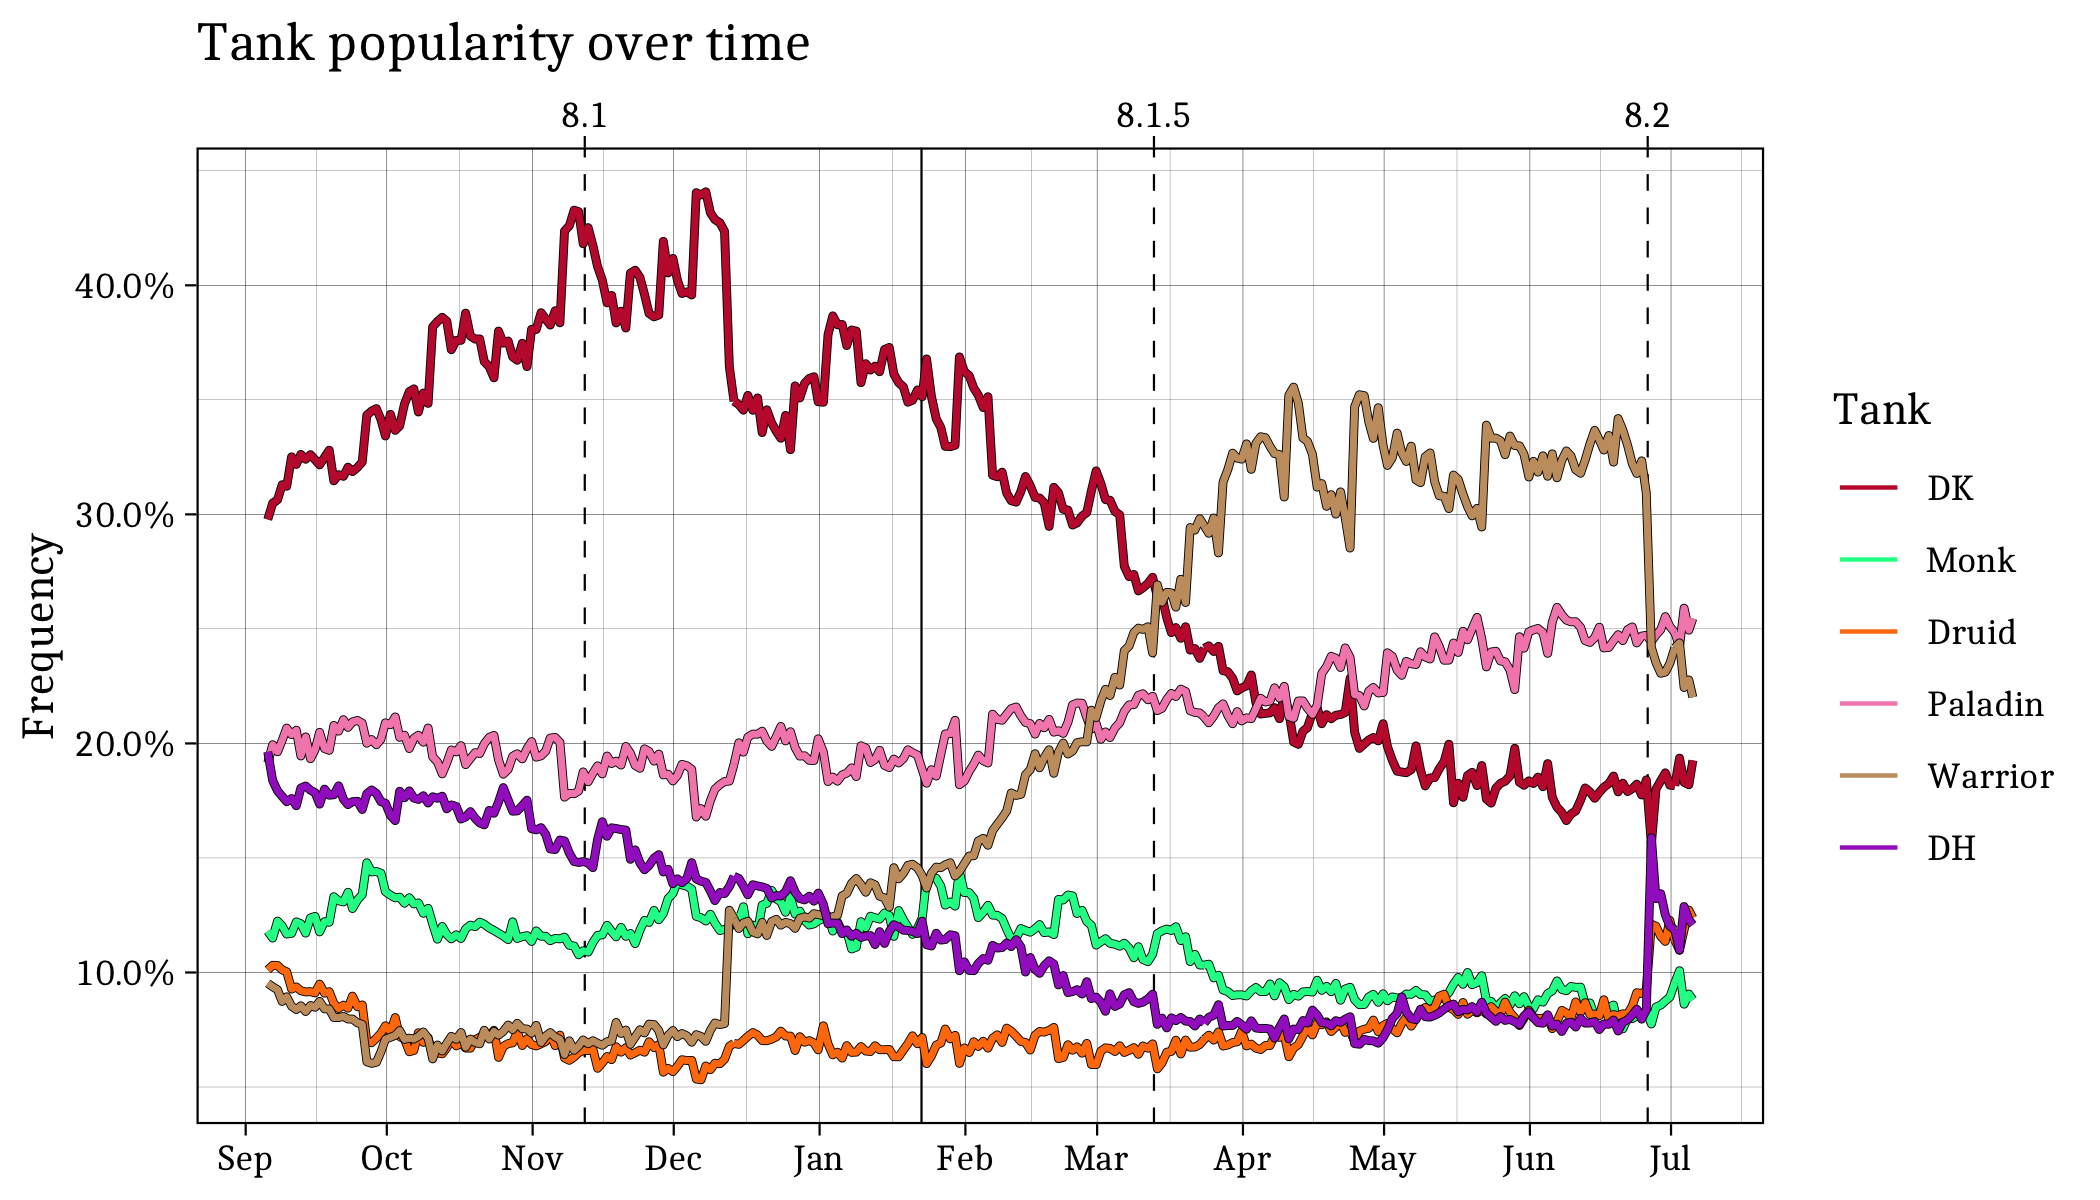 Tank popularity over time
8.1
8.1.5
8.2
40.0%
30.0%
20.0%
10.0%
Frequency
Sep
Oct
Nov
Dec
Jan
Feb
Mar
Apr
May
Jun
Jul
Tank
DK
Monk
Druid
Paladin
Warrior
DH